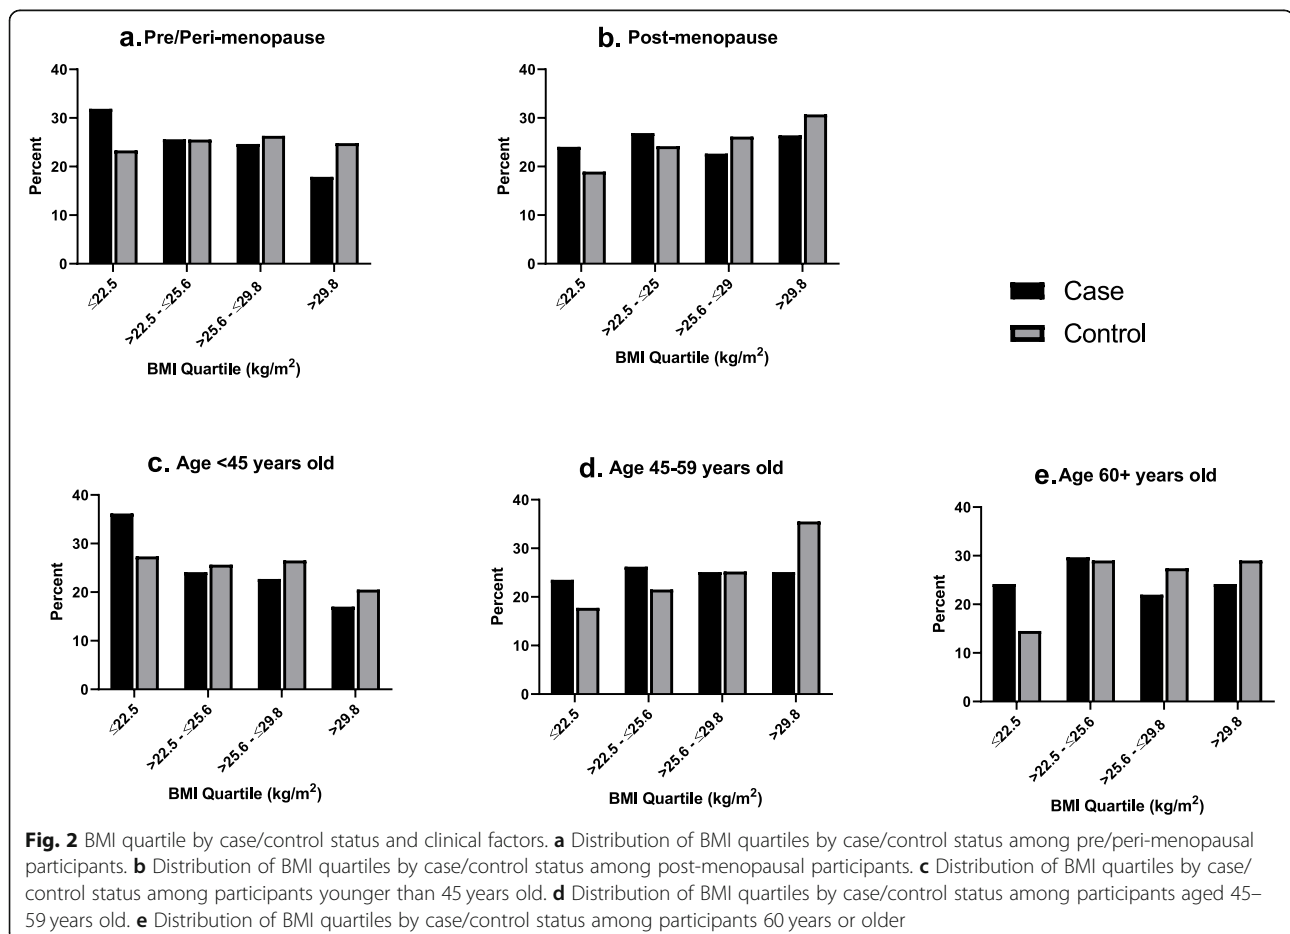 a. Pre/Peri-menopause
40
30
20
10
0
Percent
≤22.5
>22.5 - ≤25.6
>25.6 - ≤29.8
>29.8
BMI Quartile (kg/m²)
b. Post-menopause
40
30
20
10
0
Percent
≤22.5
>22.5 - ≤25
>25.6 - ≤29
>29.8
BMI Quartile (kg/m²)
Case
Control
c. Age <45 years old
40
30
20
10
0
Percent
≤22.5
>22.5 - ≤25.6
>25.6 - ≤29.8
>29.8
BMI Quartile (kg/m²)
d. Age 45-59 years old
40
30
20
10
0
Percent
≤22.5
>22.5 - ≤25.6
>25.6 - ≤29.8
>29.8
BMI Quartile (kg/m²)
e. Age 60+ years old
40
30
20
10
0
Percent
≤22.5
>22.5 - ≤25.6
>25.6 - ≤29.8
>29.8
BMI Quartile (kg/m²)
Fig. 2 BMI quartile by case/control status and clinical factors. a Distribution of BMI quartiles by case/control status among pre/peri-menopausal
participants. b Distribution of BMI quartiles by case/control status among post-menopausal participants. c Distribution of BMI quartiles by case/
control status among participants younger than 45 years old. d Distribution of BMI quartiles by case/control status among participants aged 45–
59 years old. e Distribution of BMI quartiles by case/control status among participants 60 years or older